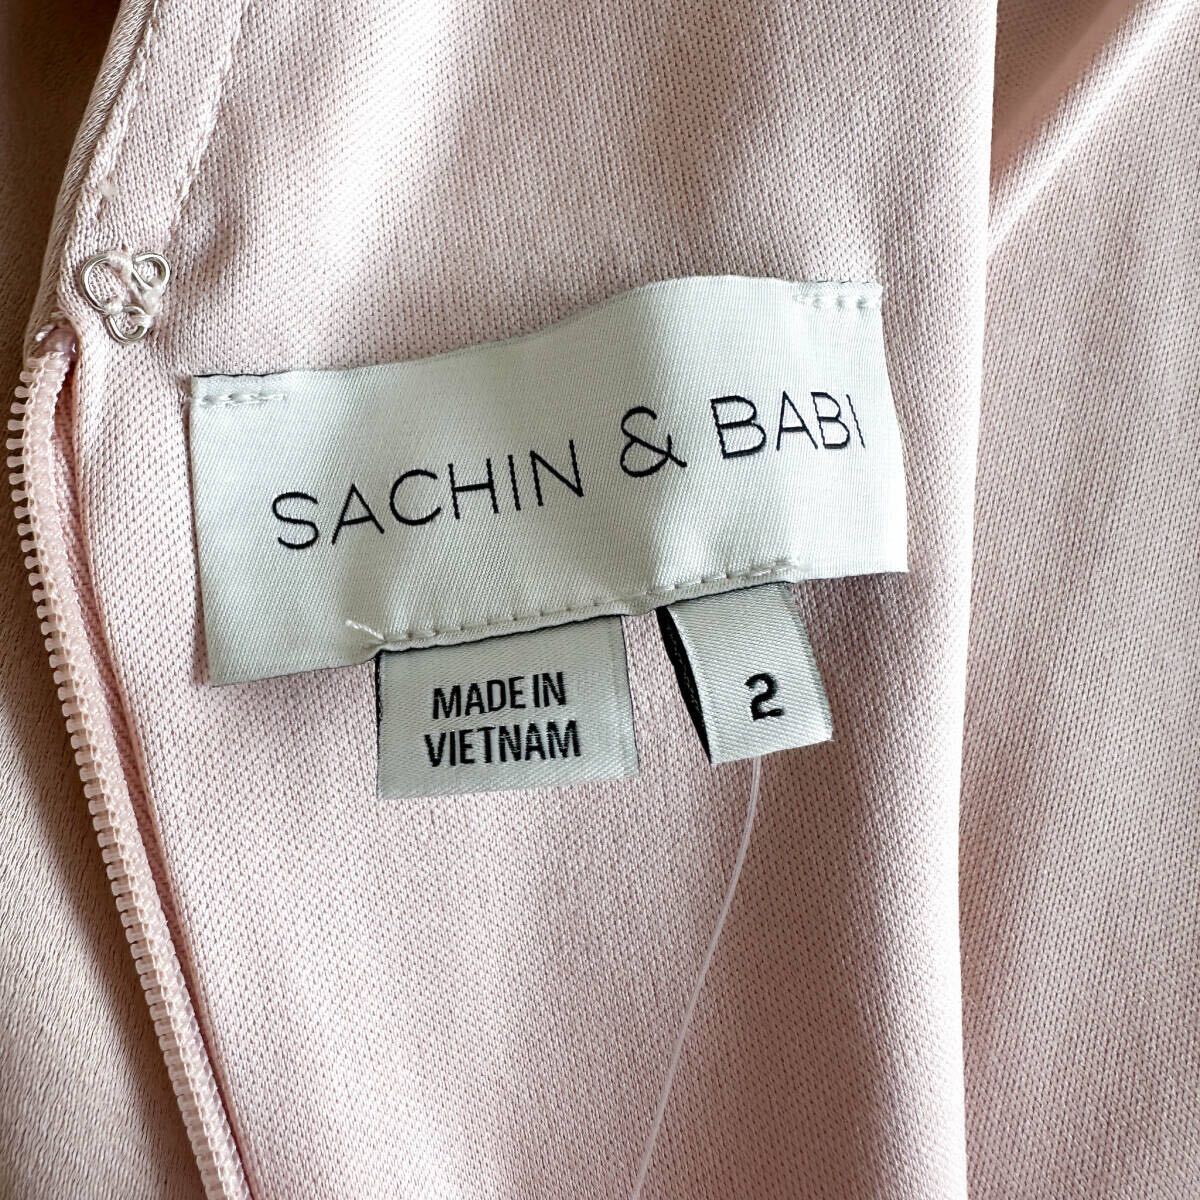 SACHIN & BABI
MADE IN
VIETNAM
2